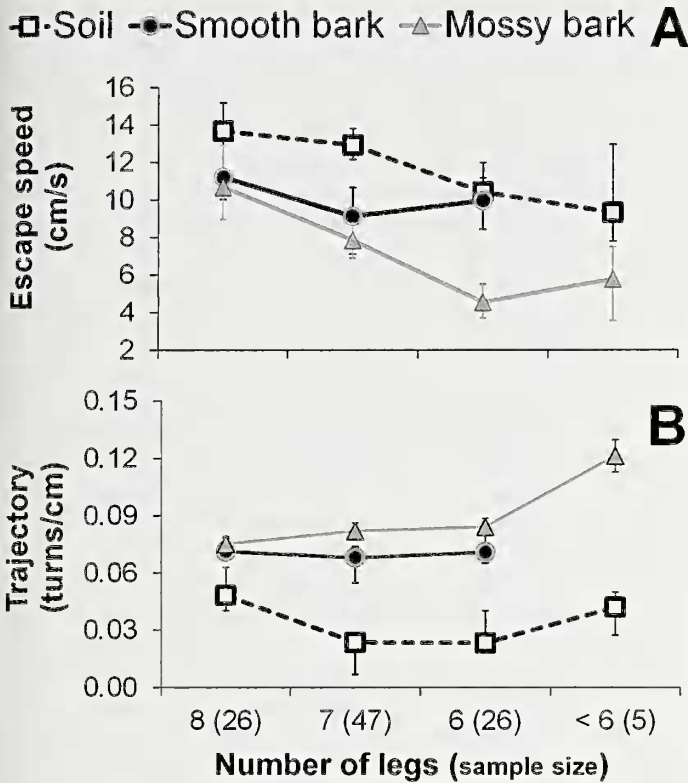 Soil Smooth bark Mossy bark A
Escape speed
(cm/s)
16
14
12
10
8
6
4
2
B
Trajectory
(turns/cm)
0.15
0.12
0.09
0.06
0.03
0.00
8 (26) 7 (47) 6 (26) < 6 (5)
Number of legs (sample size)